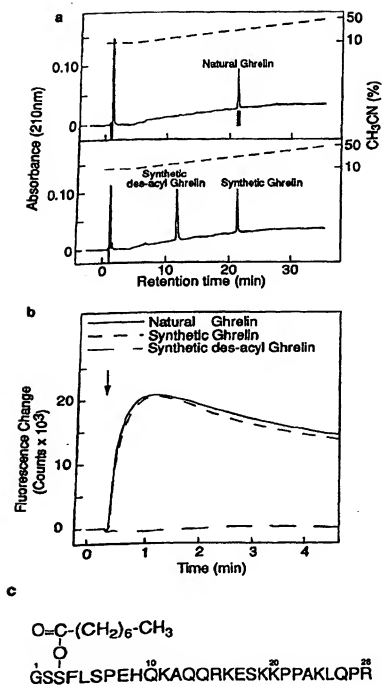 a
50
10
0.10
0
Natural Ghrelin
Absorbance (210nm)
CH3CN (%)
50
10
0.10
0
Synthetic
des-acyl Ghrelin
Synthetic Ghrelin
0 10 20 30
Retention time (min)
b
Natural Ghrelin
Synthetic Ghrelin
Synthetic des-acyl Ghrelin
Fluorescence Change
(Counts x 10³)
20
10
0
0 1 2 3 4
Time (min)
c
O=C-(CH2)6-CH3
O
1 10 20 28
GSSFLSPEHQKAQQRKESKKPPAKLQPR